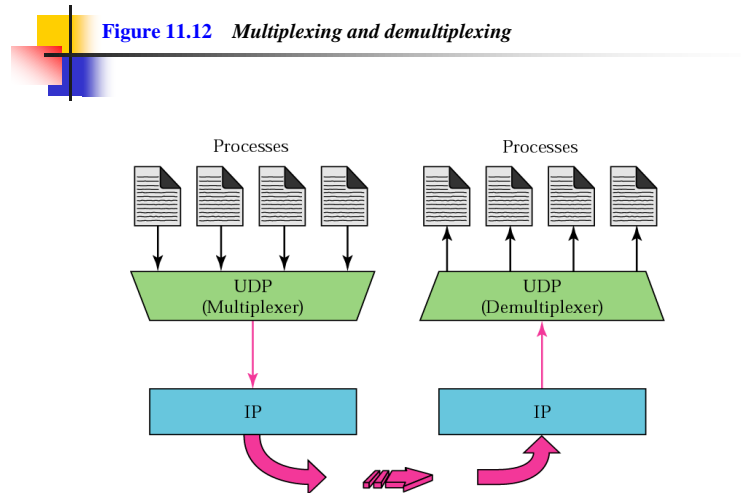 Figure 11.12 Multiplexing and demultiplexing
Processes
Processes
UDP
(Multiplexer)
UDP
(Demultiplexer)
IP
IP